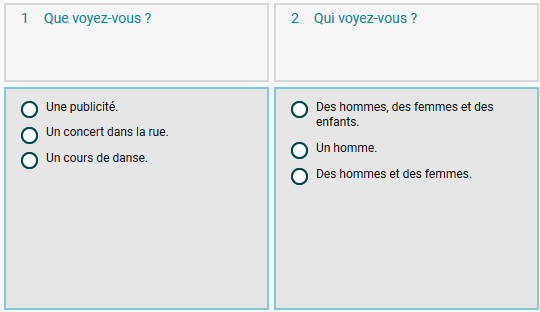 1 Que voyez-vous ?
Une publicité.
Un concert dans la rue.
Un cours de danse.
2 Qui voyez-vous ?
Des hommes, des femmes et des
enfants.
Un homme.
Des hommes et des femmes.